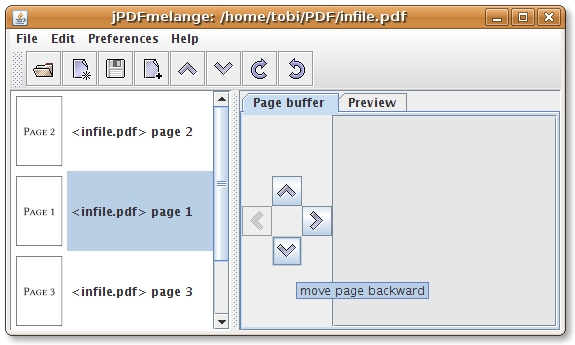 jPDFmelange: /home/tobi/PDF/infile.pdf
File Edit Preferences Help
Page buffer Preview
PAGE 2 <infile.pdf> page 2
PAGE 1 <infile.pdf> page 1
PAGE 3 <infile.pdf> page 3
move page backward